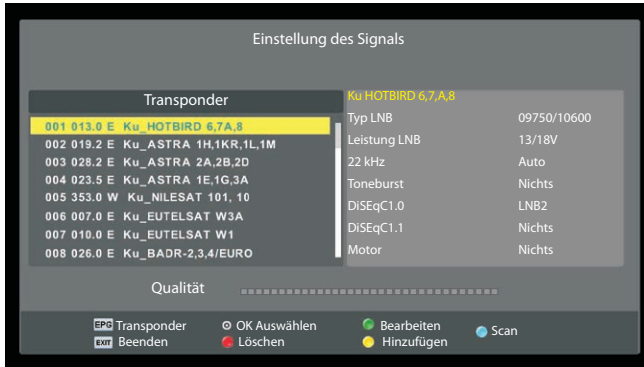 Einstellung des Signals
Transponder
001 013.0 E Ku_HOTBIRD 6,7A,8
002 019.2 E Ku_ASTRA 1H,1KR,1L,1M
003 028.2 E Ku_ASTRA 2A,2B,2D
004 023.5 E Ku_ASTRA 1E,1G,3A
005 353.0 W Ku_NILESAT 101, 10
006 007.0 E Ku_EUTELSAT W3A
007 010.0 E Ku_EUTELSAT W1
008 026.0 E Ku_BADR-2,3,4/EURO
Ku HOTBIRD 6,7,A,8
Typ LNB 09750/10600
Leistung LNB 13/18V
22 kHz Auto
Toneburst Nichts
DiSEqC1.0 LNB2
DiSEqC1.1 Nichts
Motor Nichts
Qualität
EPG Transponder OK Auswählen Bearbeiten Scan
EXIT Beenden Löschen Hinzufügen